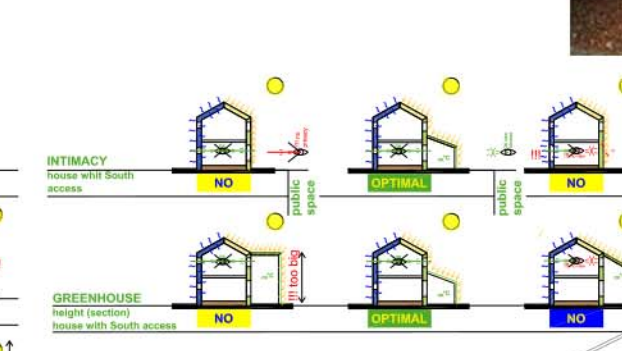 INTIMACY
house whit South
access
NO
OPTIMAL
NO
!!!
public
space
public
space
!!! too big
GREENHOUSE
height (section)
house with South access
NO
OPTIMAL
NO